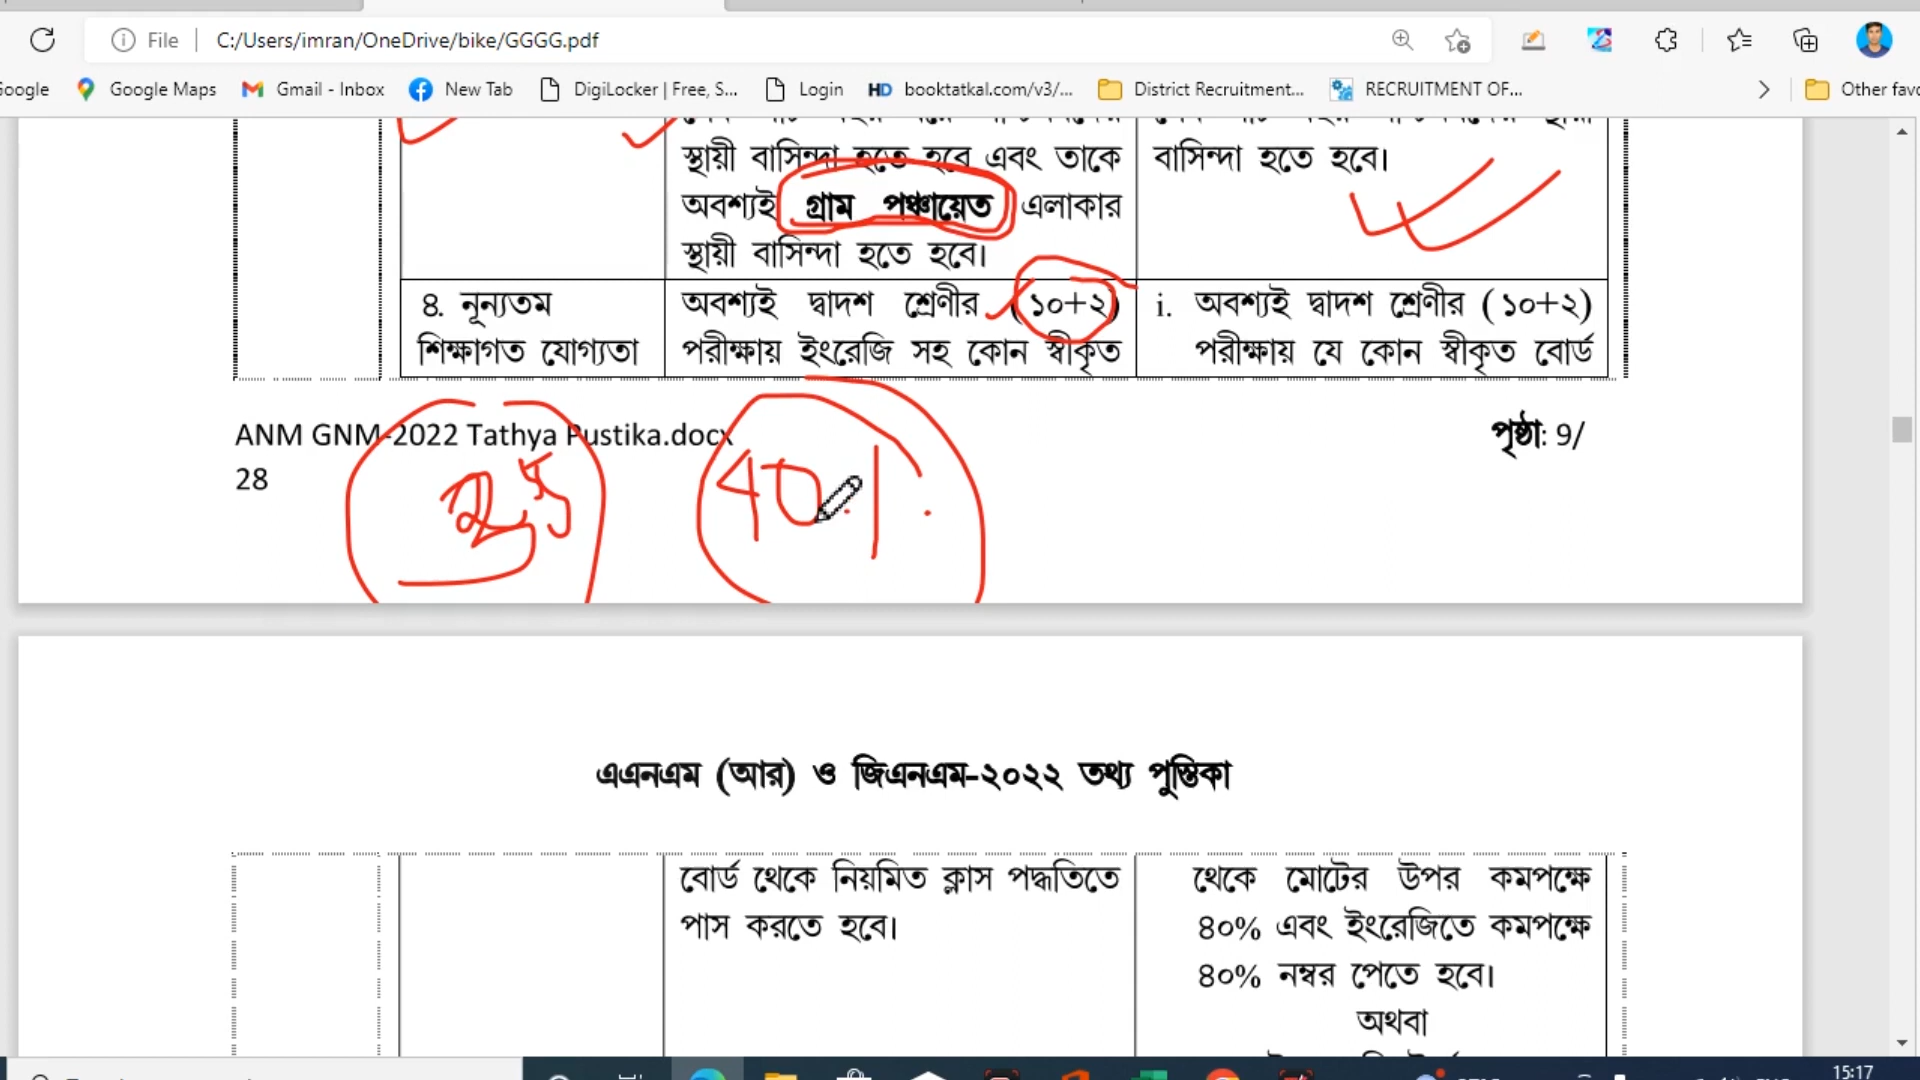 File C:/Users/imran/OneDrive/bike/GGGG.pdf
Google Google Maps Gmail - Inbox New Tab DigiLocker | Free, S... Login HD booktatkal.com/v3/... District Recruitment... RECRUITMENT OF... Other favo
স্থায়ী বাসিন্দা হতে হবে এবং তাকে
অবশ্যই গ্রাম পঞ্চায়েত এলাকার
স্থায়ী বাসিন্দা হতে হবে।
বাসিন্দা হতে হবে।
৪. নূন্যতম
শিক্ষাগত যোগ্যতা
অবশ্যই দ্বাদশ শ্রেণীর (১০+২)
পরীক্ষায় ইংরেজি সহ কোন স্বীকৃত
i. অবশ্যই দ্বাদশ শ্রেণীর (১০+২)
পরীক্ষায় যে কোন স্বীকৃত বোর্ড
ANM GNM-2022 Tathya Pustika.docx পৃষ্ঠা: 9/
28
40%
এএনএম (আর) ও জিএনএম-২০২২ তথ্য পুস্তিকা
বোর্ড থেকে নিয়মিত ক্লাস পদ্ধতিতে
পাস করতে হবে।
থেকে মোটের উপর কমপক্ষে
৪০% এবং ইংরেজিতে কমপক্ষে
৪০% নম্বর পেতে হবে।
অথবা
15:17